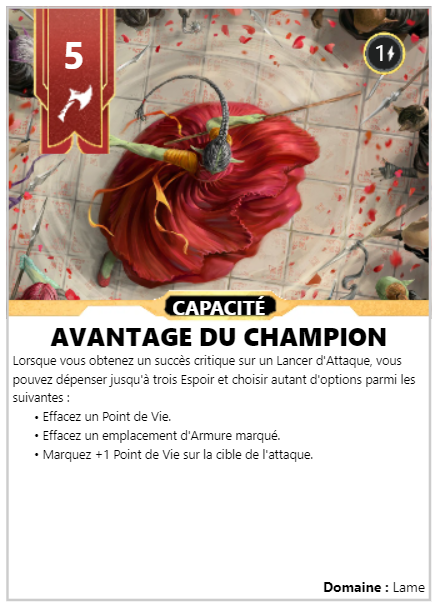 5
1
CAPACITÉ
AVANTAGE DU CHAMPION
Lorsque vous obtenez un succès critique sur un Lancer d'Attaque, vous
pouvez dépenser jusqu'à trois Espoir et choisir autant d'options parmi les
suivantes :
• Effacez un Point de Vie.
• Effacez un emplacement d'Armure marqué.
• Marquez +1 Point de Vie sur la cible de l'attaque.
Domaine : Lame